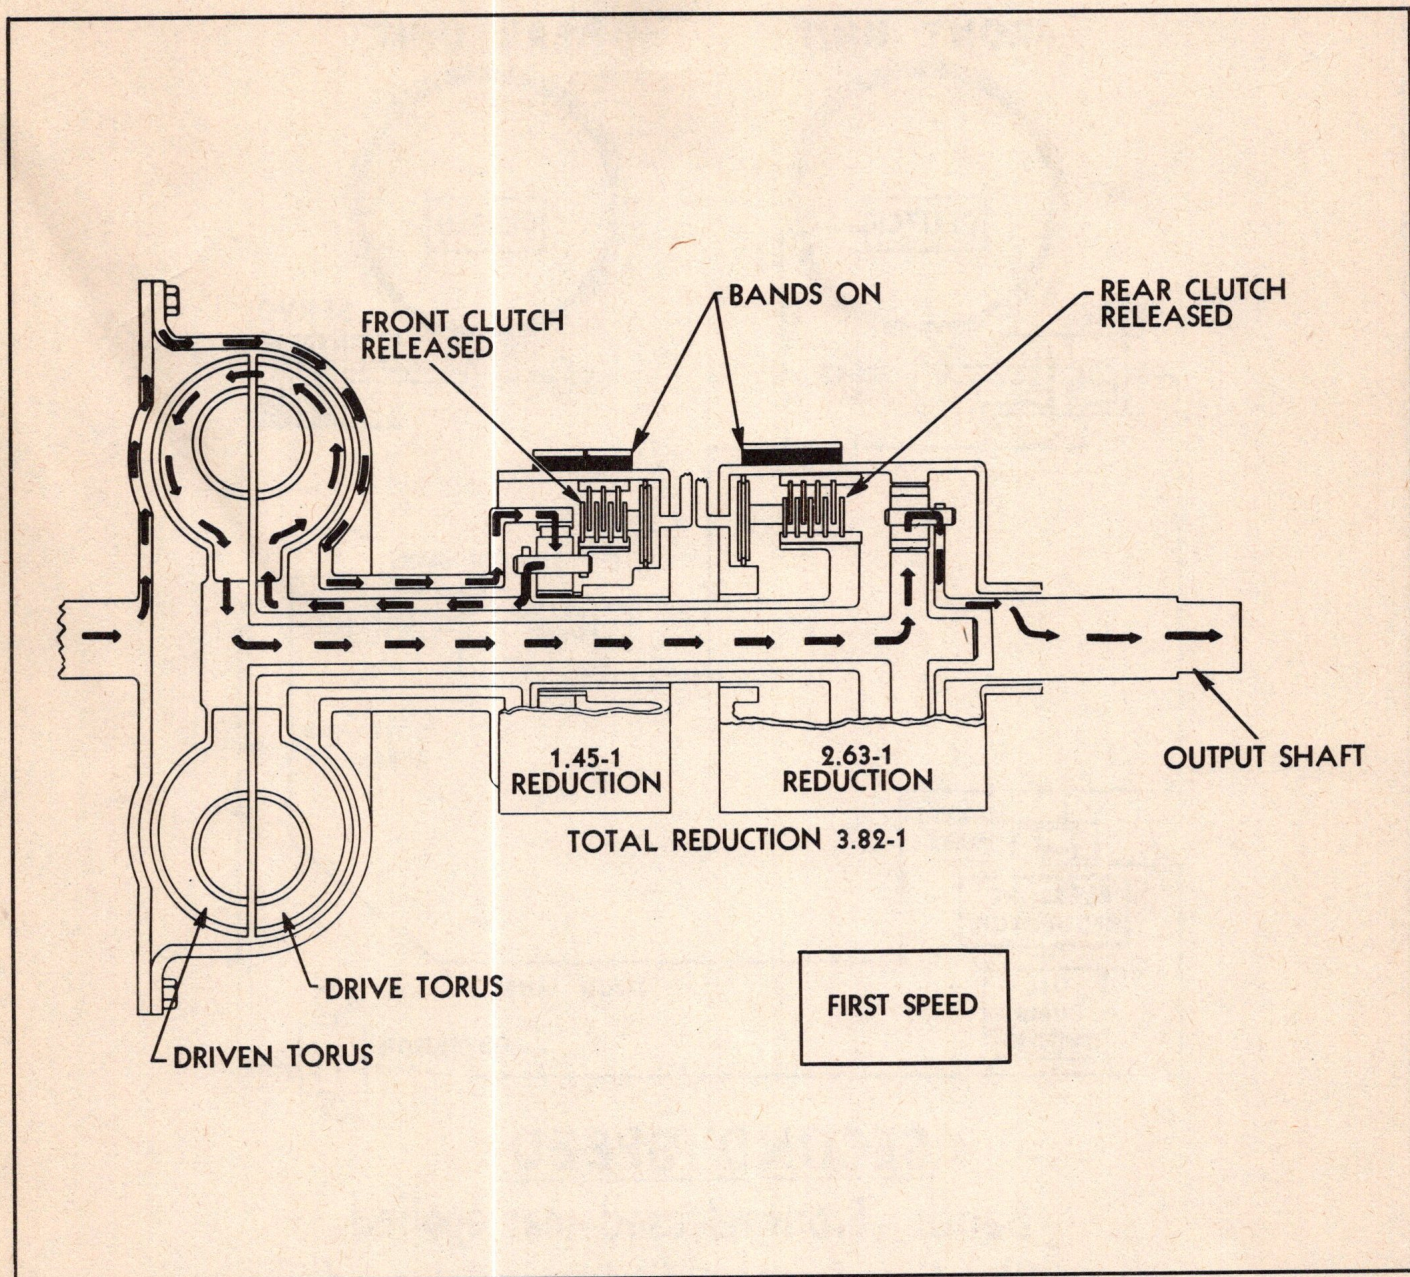 BANDS ON
REAR CLUTCH
RELEASED
FRONT CLUTCH
RELEASED
1.45-1
REDUCTION
2.63-1
REDUCTION
OUTPUT SHAFT
TOTAL REDUCTION 3.82-1
DRIVE TORUS
DRIVEN TORUS
FIRST SPEED